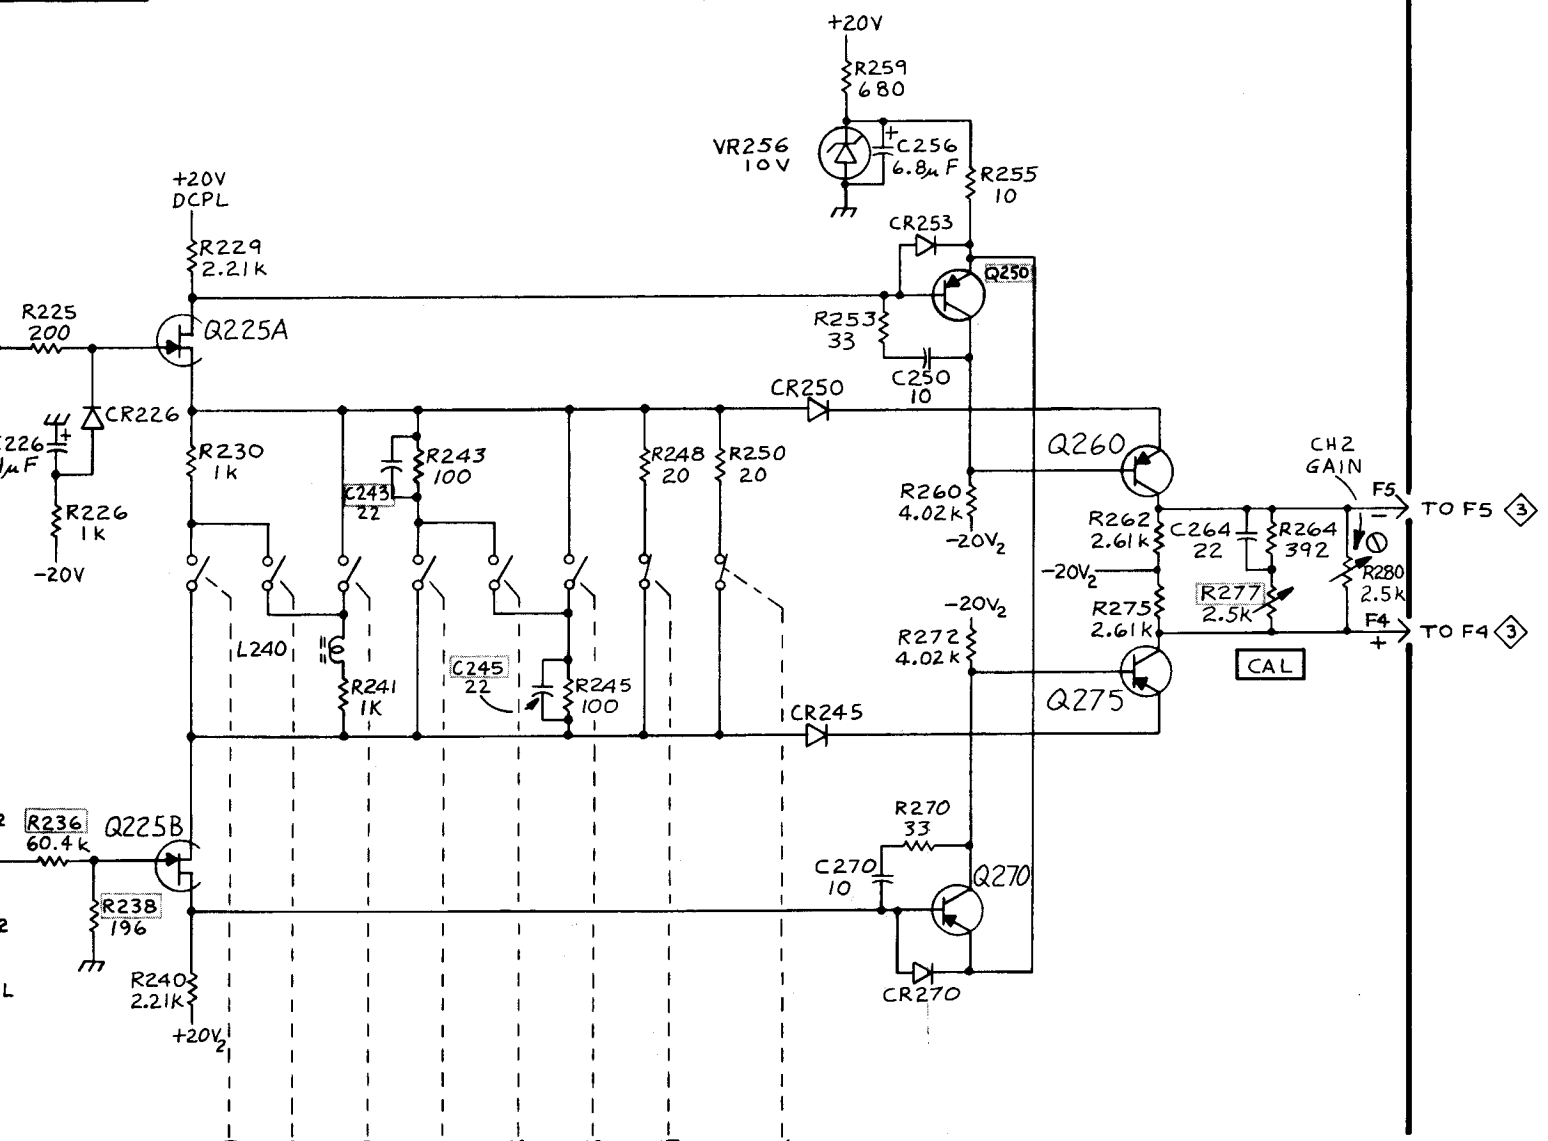 +20V
R259
680
VR256
10V
C256
6.8µF
R255
10
+20V
DCPL
R229
2.21K
CR253
Q250
R225
200
Q225A
R253
33
C250
10
CR250
CR226
226
µF
R226
1K
-20V
R230
1K
R243
100
C243
22
R248
20
R250
20
Q260
R260
4.02K
-20V2
CH2
GAIN
F5
−
TO F5
3
R262
2.61K
C264
22
R264
392
-20V2
R277
2.5K
R280
2.5K
-20V2
R272
4.02K
R275
2.61K
F4
+
TO F4
3
CAL
L240
R241
1K
C245
22
R245
100
Q275
CR245
R236
60.4K
Q225B
R270
33
C270
10
Q270
R238
196
2
2
L
R240
2.21K
+20V2
CR270